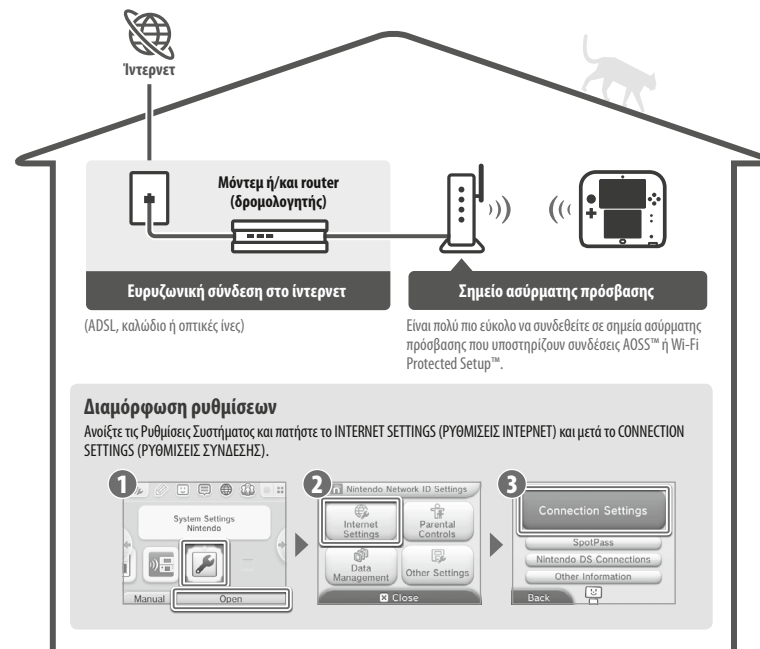 Ίντερνετ
Μόντεμ ή/και router
(δρομολογητής)
Ευρυζωνική σύνδεση στο ίντερνετ
Σημείο ασύρματης πρόσβασης
(ADSL, καλώδιο ή οπτικές ίνες)
Είναι πολύ πιο εύκολο να συνδεθείτε σε σημεία ασύρματης
πρόσβασης που υποστηρίζουν συνδέσεις AOSS™ ή Wi-Fi
Protected Setup™.
Διαμόρφωση ρυθμίσεων
Ανοίξτε τις Ρυθμίσεις Συστήματος και πατήστε το INTERNET SETTINGS (ΡΥΘΜΙΣΕΙΣ ΙΝΤΕΡΝΕΤ) και μετά το CONNECTION
SETTINGS (ΡΥΘΜΙΣΕΙΣ ΣΥΝΔΕΣΗΣ).
1
System Settings
Nintendo
Manual
Open
2
Nintendo Network ID Settings
Internet
Settings
Parental
Controls
Data
Management
Other Settings
Close
3
Connection Settings
SpotPass
Nintendo DS Connections
Other Information
Back